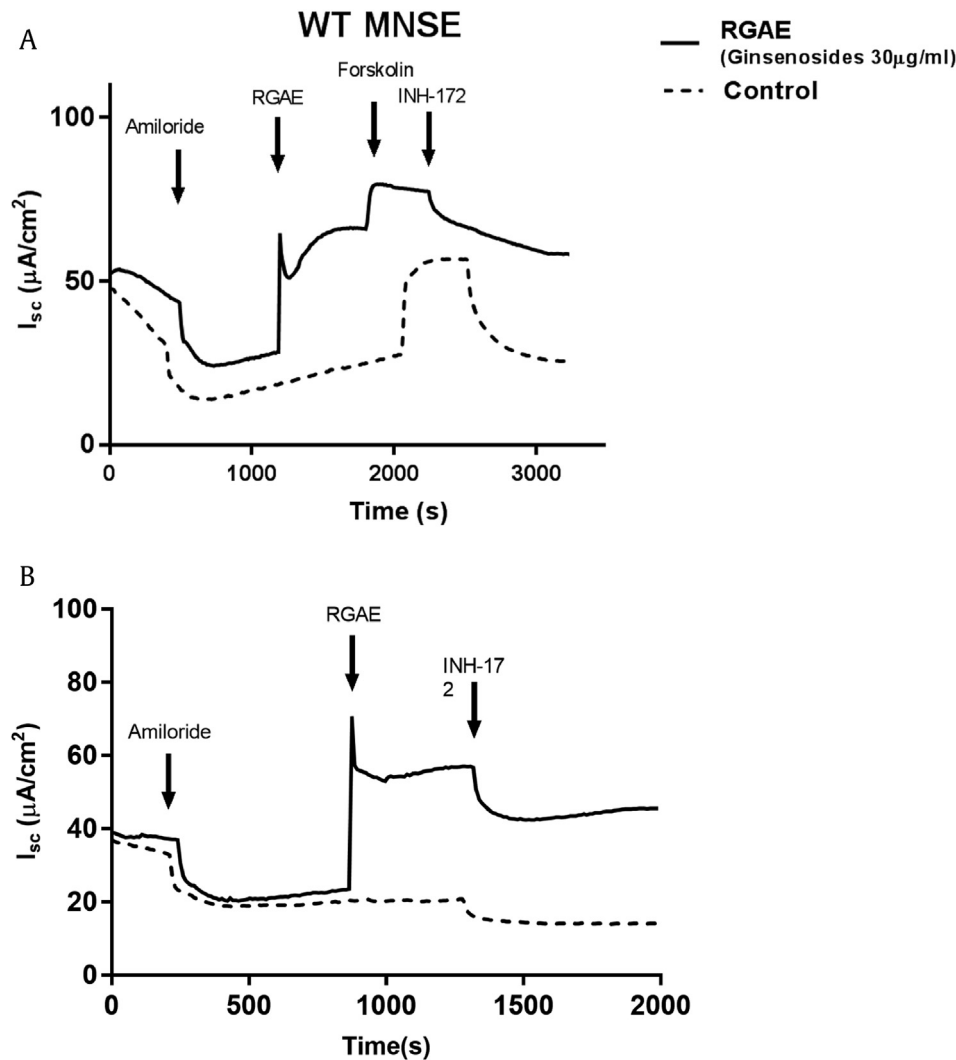 WT MNSE
A
RGAE
(Ginsenosides 30μg/ml)
Control
Forskolin
RGAE
INH-172
Amiloride
100
50
0
Isc (μA/cm2)
0
1000
2000
3000
Time (s)
B
100
80
60
40
20
0
Isc (μA/cm2)
RGAE
INH-17
2
Amiloride
0
500
1000
1500
2000
Time(s)